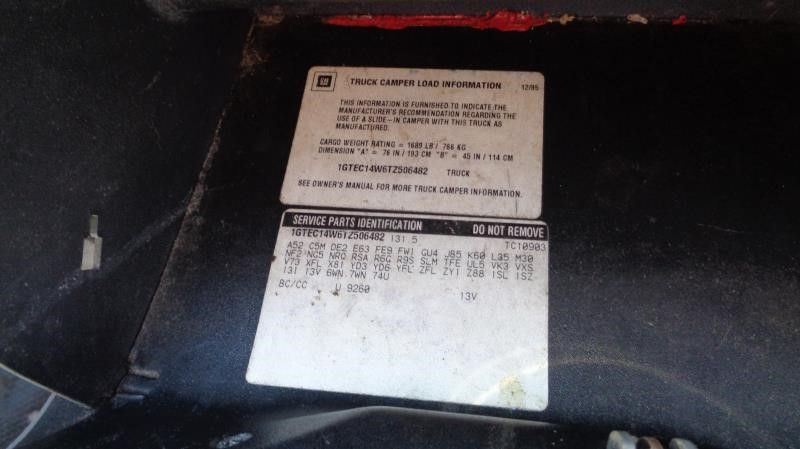 GM
TRUCK CAMPER LOAD INFORMATION 12/95
THIS INFORMATION IS FURNISHED TO INDICATE THE
MANUFACTURER'S RECOMMENDATION REGARDING THE
USE OF A SLIDE-IN CAMPER WITH THIS TRUCK AS
MANUFACTURED.
CARGO WEIGHT RATING = 1689 LB / 766 KG
DIMENSION "A" = 76 IN / 193 CM "B" = 45 IN / 114 CM
1GTEC14W6TZ506482 TRUCK
SEE OWNER'S MANUAL FOR MORE TRUCK CAMPER INFORMATION.
SERVICE PARTS IDENTIFICATION DO NOT REMOVE
1GTEC14W6TZ506482 131.5 TC10903
A52 C5M DE2 E63 FE9 FW1 GU4 J85 K60 L35 M30
NF2 NG5 NRO RSA R6G R9S SLM TFE UL5 VK3 VXS
V73 XFL X81 YD3 YD6 YFL ZFL ZY1 Z88 1SL 1SZ
13I 13V 6WN 7WN 74U
BC/CC U 9260 13V